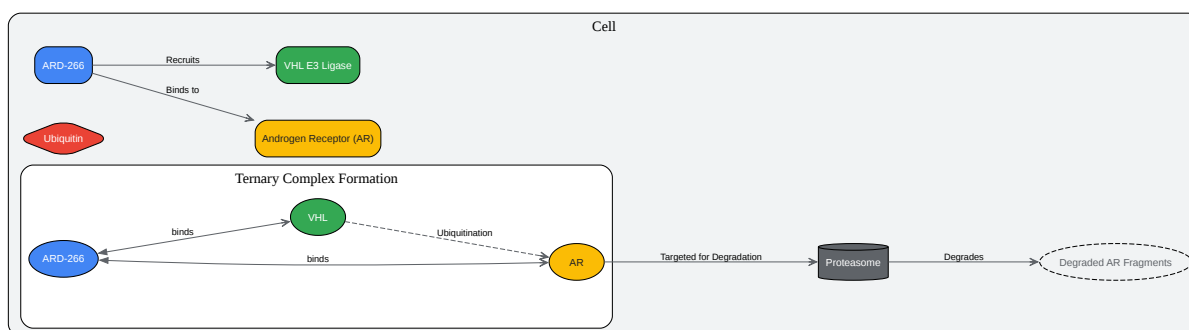 Cell
ARD-266
Recruits
VHL E3 Ligase
Binds to
Ubiquitin
Androgen Receptor (AR)
Ternary Complex Formation
VHL
binds
Ubiquitination
ARD-266
binds
AR
Targeted for Degradation
Proteasome
Degrades
Degraded AR Fragments